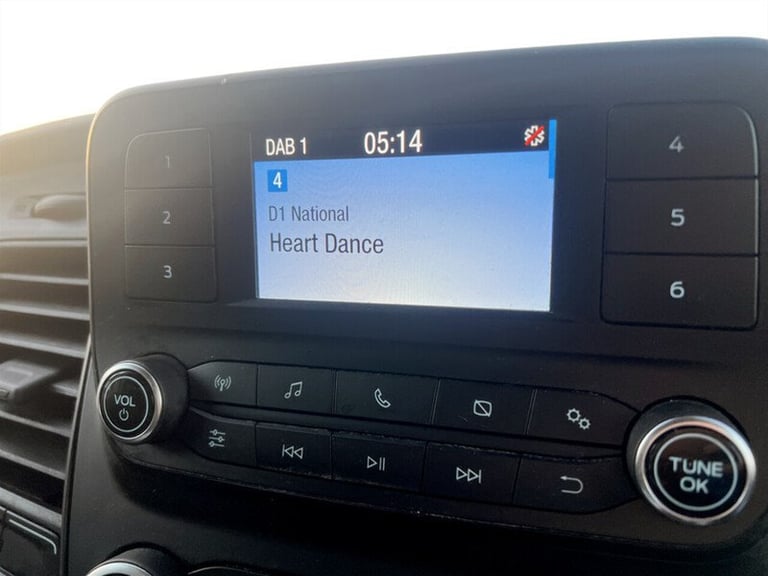 DAB 1 05:14
4
D1 National
Heart Dance
1
2
3
4
5
6
VOL
TUNE
OK